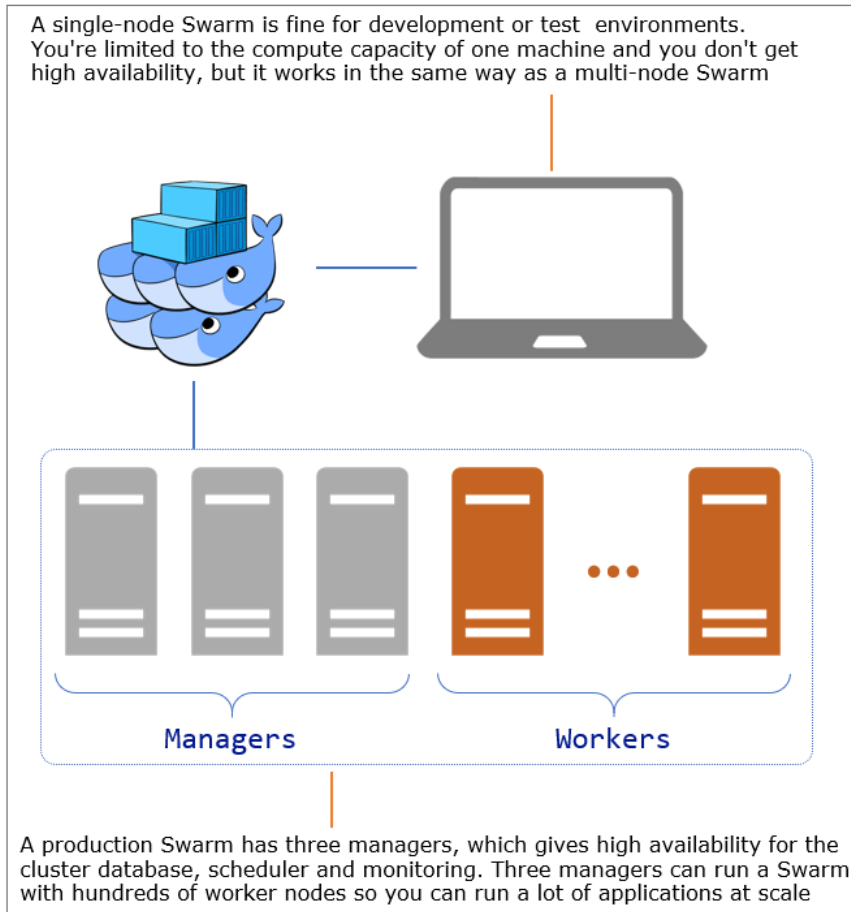 A single-node Swarm is fine for development or test environments.
You're limited to the compute capacity of one machine and you don't get
high availability, but it works in the same way as a multi-node Swarm
Managers
Workers
A production Swarm has three managers, which gives high availability for the
cluster database, scheduler and monitoring. Three managers can run a Swarm
with hundreds of worker nodes so you can run a lot of applications at scale